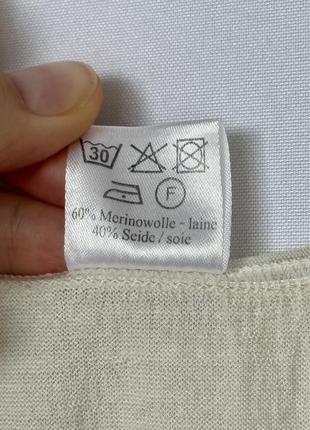 30
F
60% Merinowolle - laine
40% Seide / soie